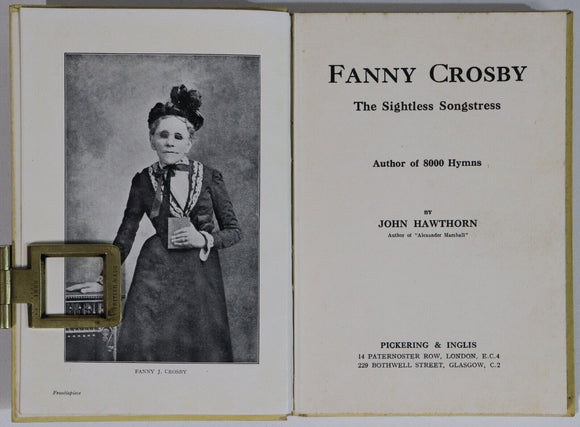 FANNY J. CROSBY
Frontispiece
FANNY CROSBY
The Sightless Songstress
Author of 8000 Hymns
BY
JOHN HAWTHORN
Author of "Alexander Marshall"
PICKERING & INGLIS
14 PATERNOSTER ROW, LONDON, E.C.4
229 BOTHWELL STREET, GLASGOW, C.2